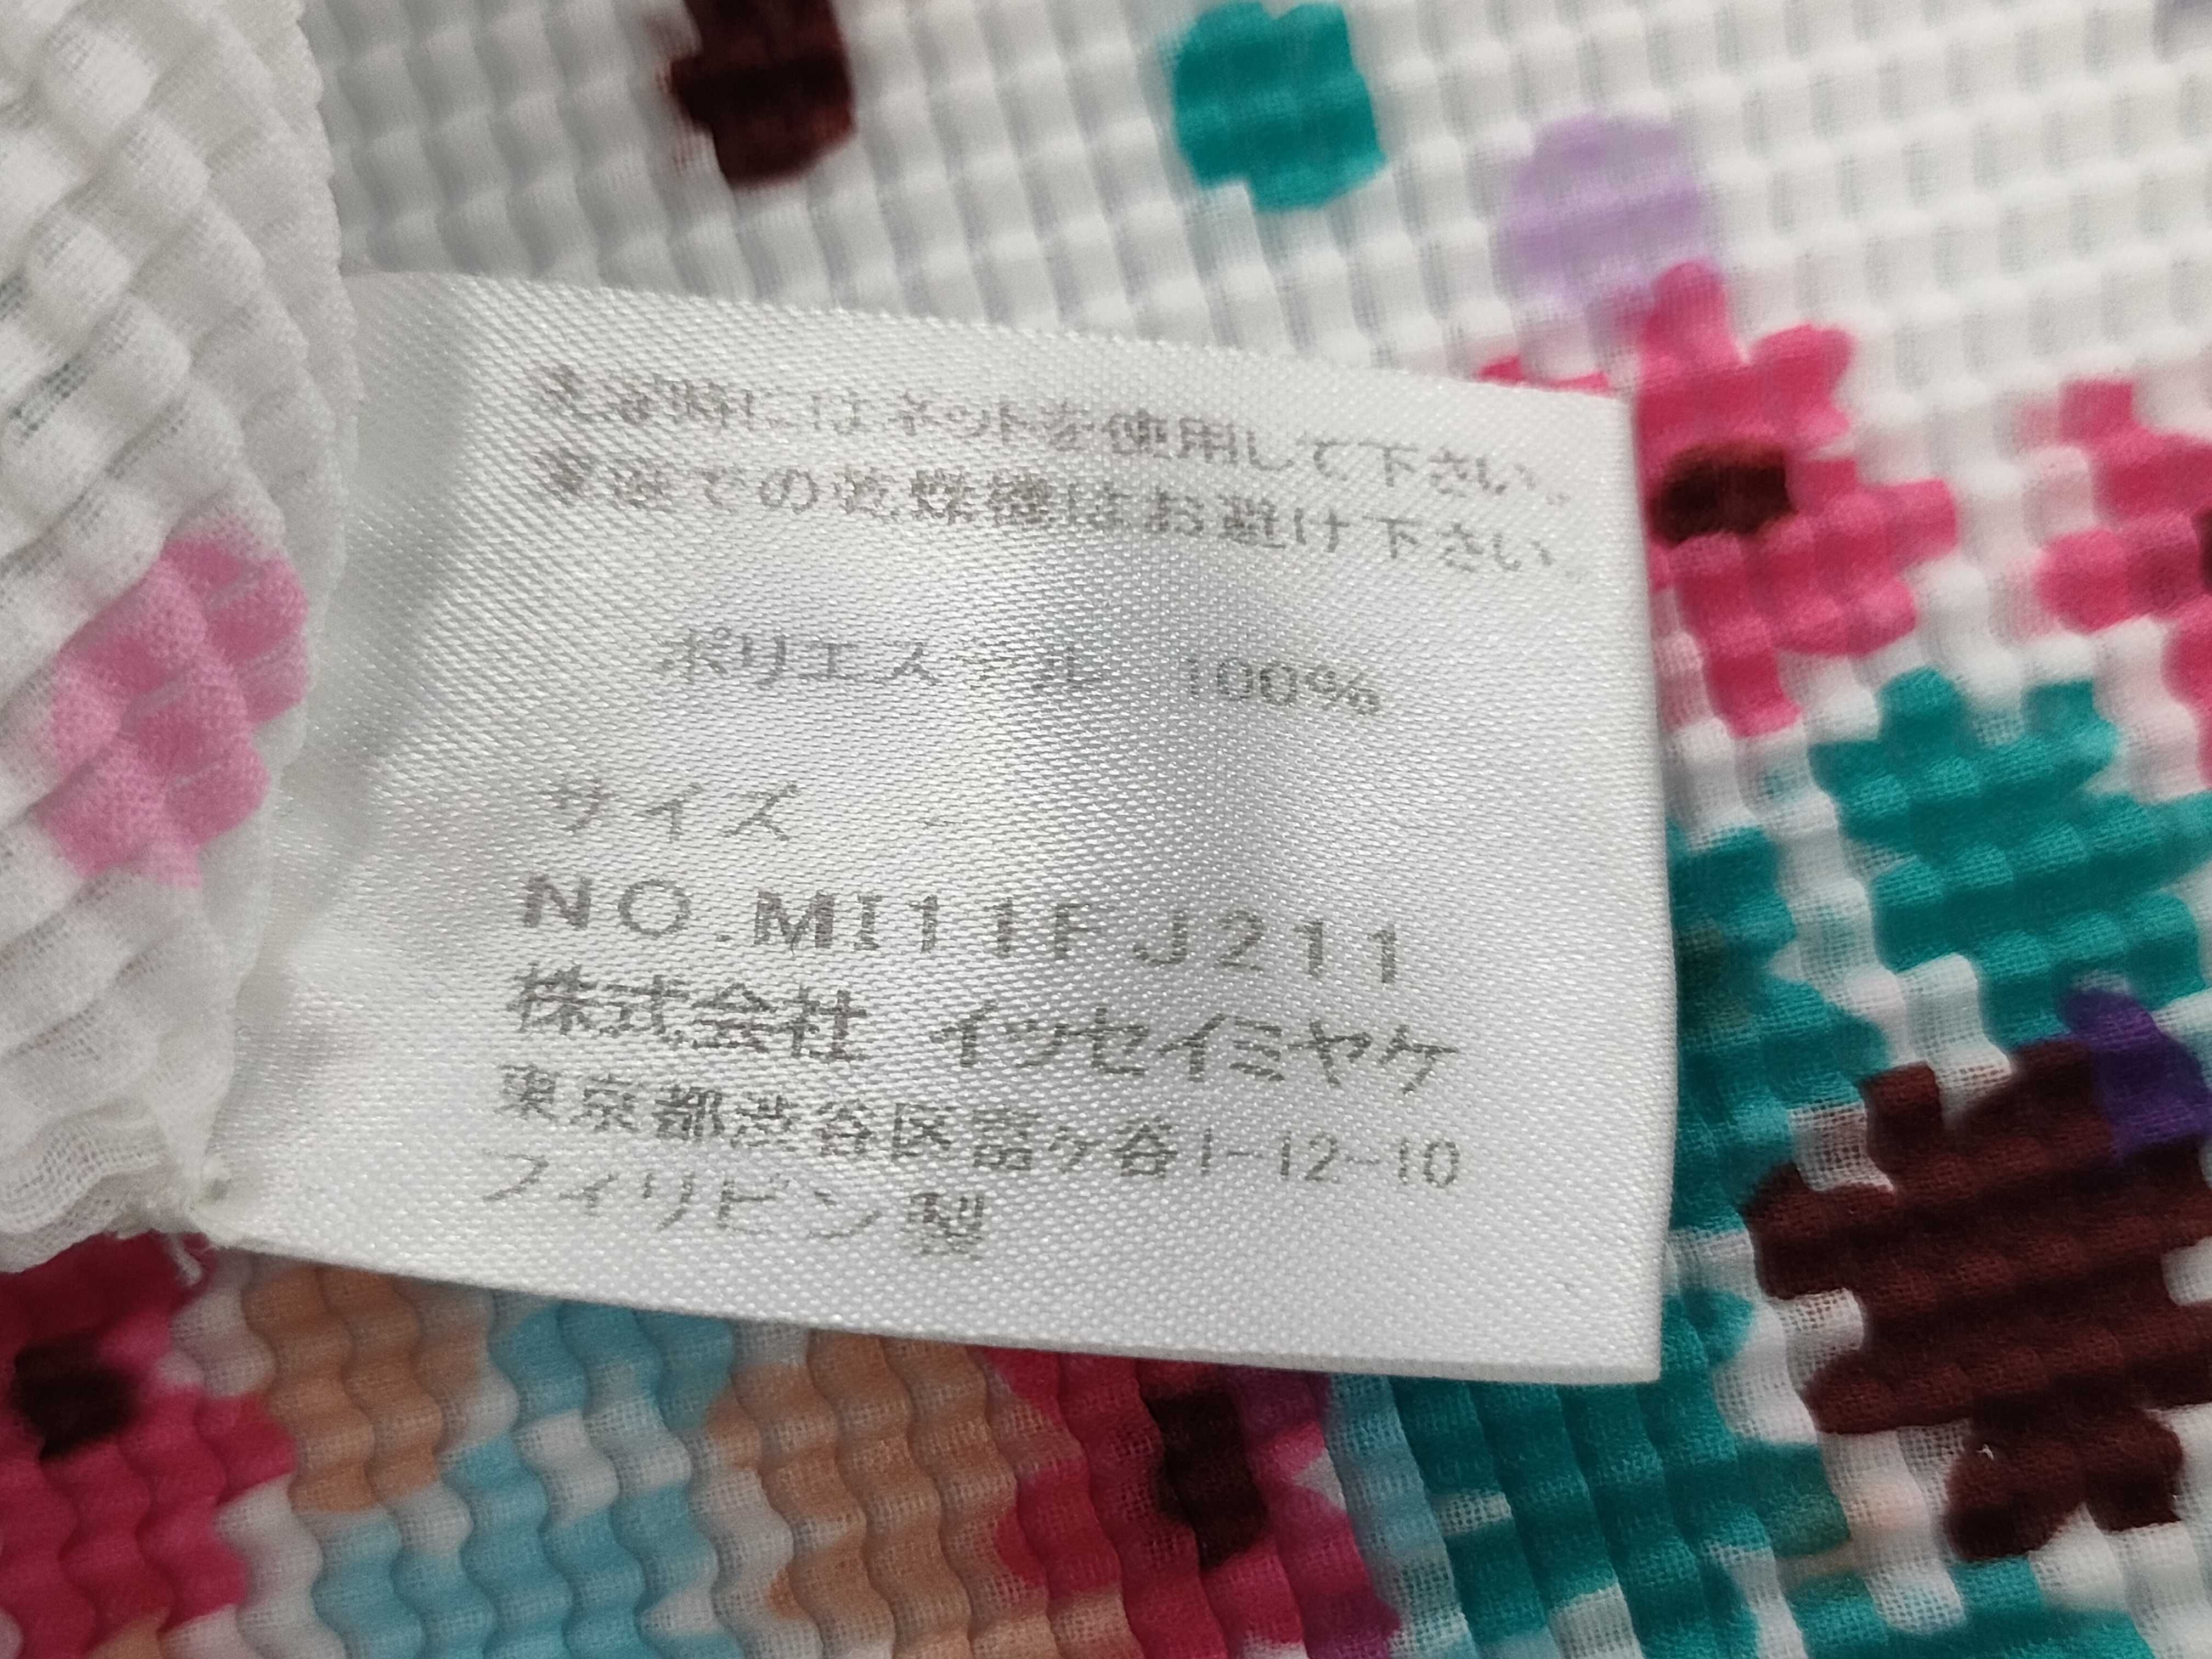 洗濯時にはネットを使用して下さい。
高温での乾燥機はお避け下さい。
ポリエステル 100%
サイズ -
NO.MI11FJ211
株式会社 イッセイミヤケ
東京都渋谷区富ヶ谷1-12-10
フィリピン製